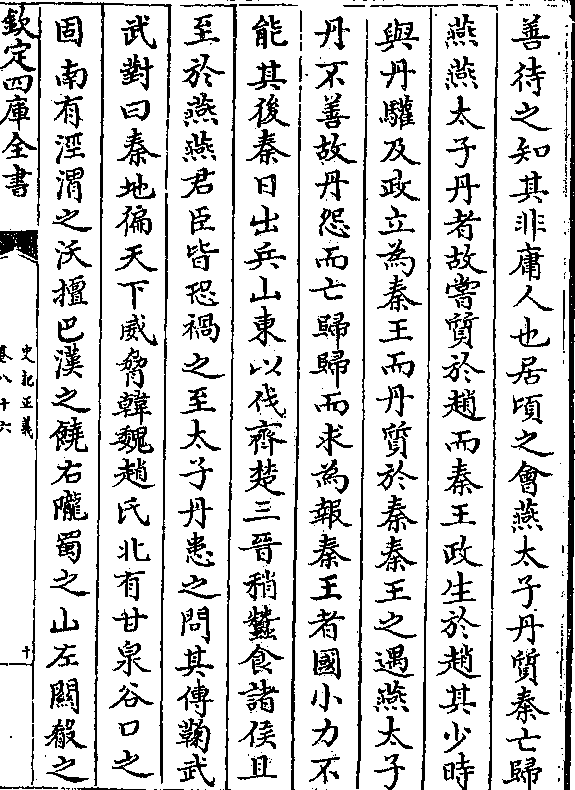 善待之知其非庸人也居頃之會燕太子丹質秦亡歸
燕燕太子丹者故嘗質於趙而秦王政生於趙其少時
與丹驩及政立為秦王而丹質於秦秦王之遇燕太子
丹不善故丹怨而亡歸歸而求為報秦王者國小力不
能其後秦日出兵山東以伐齊楚三晉稍蠶食諸侯且
至於燕燕君臣皆恐禍之至太子丹患之問其傅鞠武
武對曰秦地徧天下威脅韓魏趙氏北有甘泉谷口之
固南有涇渭之沃擅巴漢之饒右隴蜀之山左關殽之
欽定四庫全書
史記正義
卷八十六
十